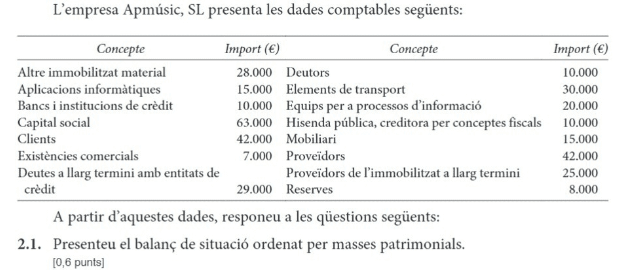 L'empresa Apmúsic, SL presenta les dades comptables següents:
Concepte Import (€) Concepte Import (€)
Altre immobilitzat material 28.000 Deutors 10.000
Aplicacions informàtiques 15.000 Elements de transport 30.000
Bancs i institucions de crèdit 10.000 Equips per a processos d'informació 20.000
Capital social 63.000 Hisenda pública, creditora per conceptes fiscals 10.000
Clients 42.000 Mobiliari 15.000
Existències comercials 7.000 Proveïdors 42.000
Deutes a llarg termini amb entitats de Proveïdors de l'immobilitzat a llarg termini 25.000
crèdit 29.000 Reserves 8.000
A partir d'aquestes dades, responeu a les qüestions següents:
2.1. Presenteu el balanç de situació ordenat per masses patrimonials.
[0,6 punts]